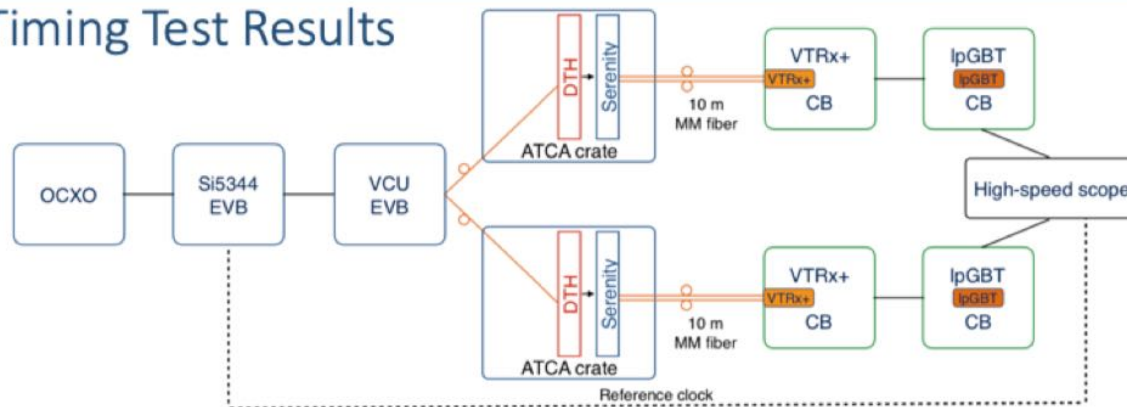 Timing Test Results
OCXO
Si5344
EVB
VCU
EVB
DTH
Serenity
ATCA crate
10 m
MM fiber
VTRx+
VTRx+
CB
lpGBT
lpGBT
CB
High-speed scope
DTH
Serenity
ATCA crate
10 m
MM fiber
VTRx+
VTRx+
CB
lpGBT
lpGBT
CB
Reference clock